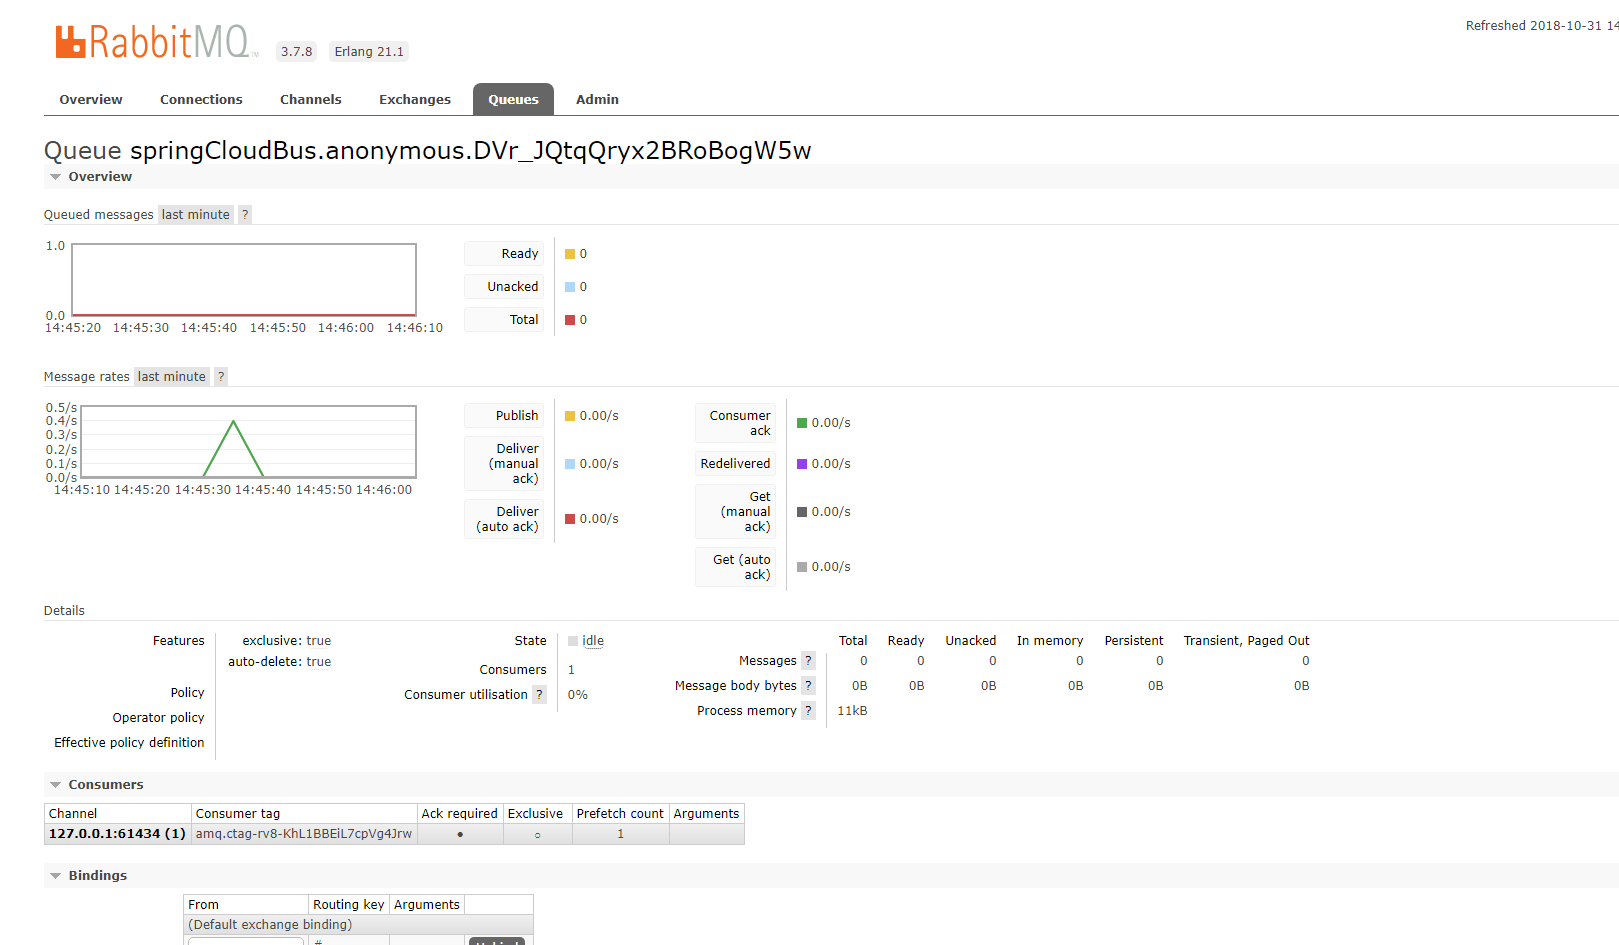 RabbitMQ™ 3.7.8 Erlang 21.1
Refreshed 2018-10-31 14
Overview Connections Channels Exchanges Queues Admin
Queue springCloudBus.anonymous.DVr_JQtqQryx2BRoBogW5w
Overview
Queued messages last minute ?
1.0
0.0
14:45:20 14:45:30 14:45:40 14:45:50 14:46:00 14:46:10
Ready 0
Unacked 0
Total 0
Message rates last minute ?
0.5/s
0.4/s
0.3/s
0.2/s
0.1/s
0.0/s
14:45:10 14:45:20 14:45:30 14:45:40 14:45:50 14:46:00
Publish 0.00/s
Deliver
(manual 0.00/s
ack)
Deliver
(auto ack) 0.00/s
Consumer
ack 0.00/s
Redelivered 0.00/s
Get
(manual 0.00/s
ack)
Get (auto
ack) 0.00/s
Details
Features exclusive: true
auto-delete: true
Policy
Operator policy
Effective policy definition
State idle
Consumers 1
Consumer utilisation ? 0%
Total Ready Unacked In memory Persistent Transient, Paged Out
Messages ? 0 0 0 0 0 0
Message body bytes ? 0B 0B 0B 0B 0B 0B
Process memory ? 11kB
Consumers
Channel Consumer tag Ack required Exclusive Prefetch count Arguments
127.0.0.1:61434 (1) amq.ctag-rv8-KhL1BBEiL7cpVg4Jrw ● ○ 1
Bindings
From Routing key Arguments
(Default exchange binding)
#